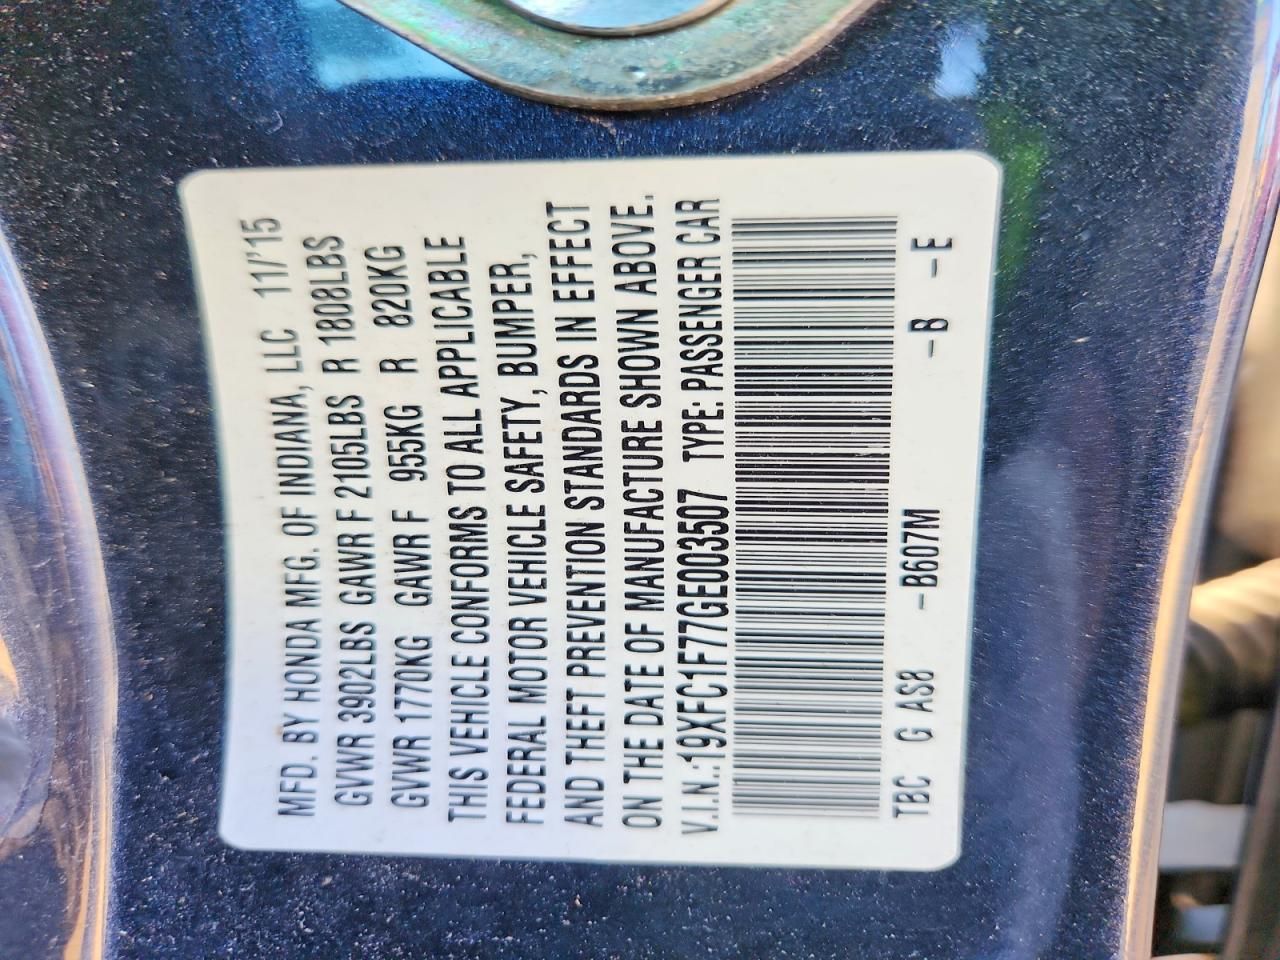 MFD. BY HONDA MFG. OF INDIANA, LLC 11/'15
GVWR 3902LBS GAWR F 2105LBS R 1808LBS
GVWR 1770KG GAWR F 955KG R 820KG
THIS VEHICLE CONFORMS TO ALL APPLICABLE
FEDERAL MOTOR VEHICLE SAFETY, BUMPER,
AND THEFT PREVENTION STANDARDS IN EFFECT
ON THE DATE OF MANUFACTURE SHOWN ABOVE.
V.I.N.:19XFC1F77GE003507 TYPE: PASSENGER CAR
TBC G AS8 -B607M -B -E